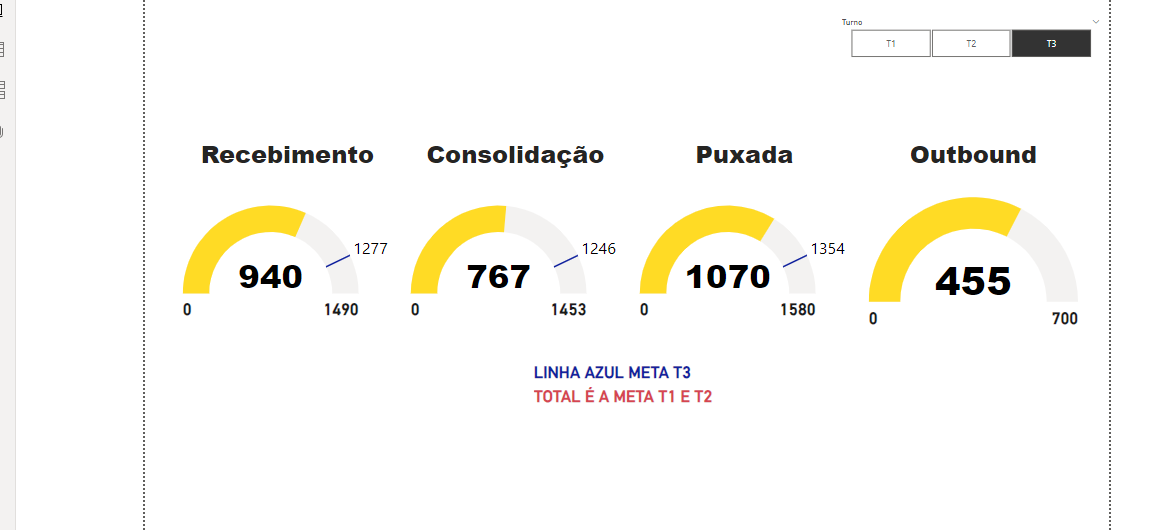 Turno
T1 T2 T3
Recebimento Consolidação Puxada Outbound
1277 1246 1354
940 767 1070 455
0 1490 0 1453 0 1580 0 700
LINHA AZUL META T3
TOTAL É A META T1 E T2